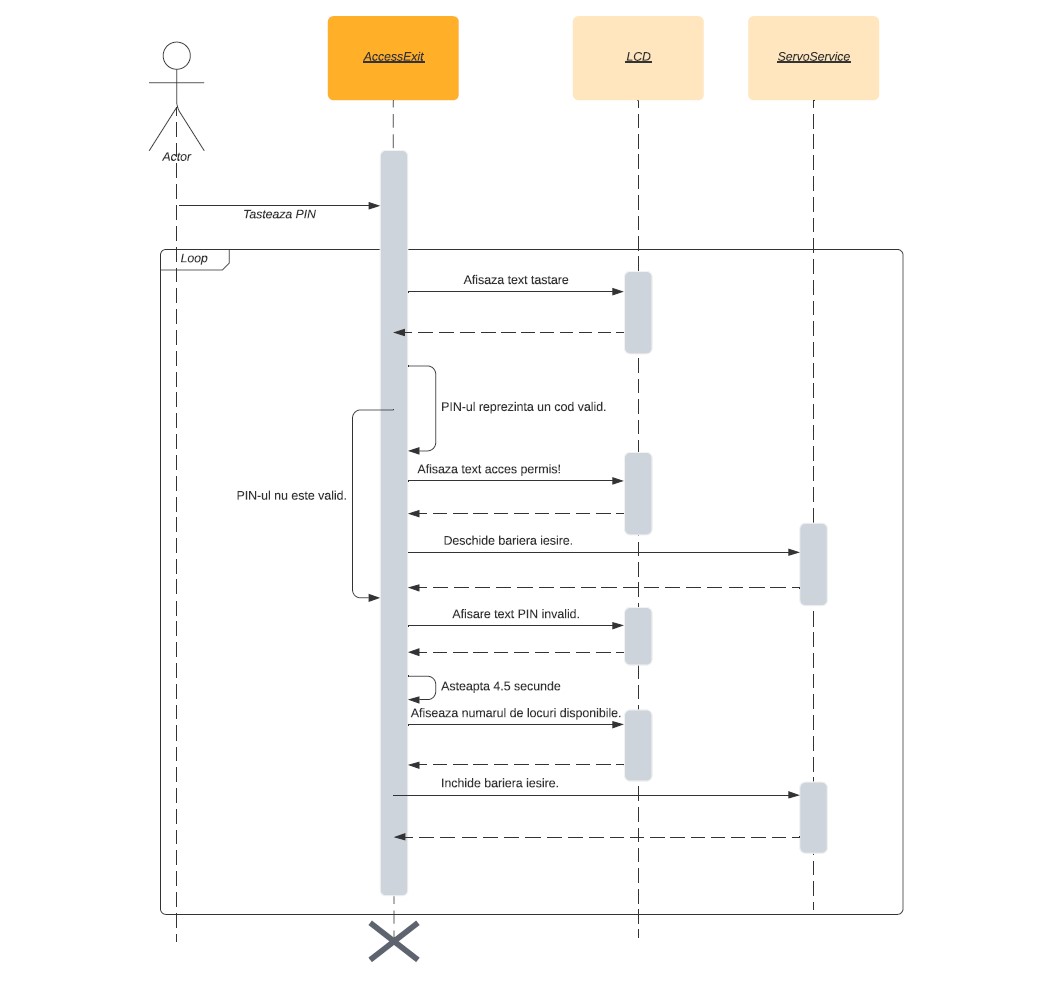 AccessExit
LCD
ServoService
Actor
Tasteaza PIN
Loop
Afisaza text tastare
PIN-ul reprezinta un cod valid.
Afisaza text acces permis!
PIN-ul nu este valid.
Deschide bariera iesire.
Afisare text PIN invalid.
Asteapta 4.5 secunde
Afiseaza numarul de locuri disponibile.
Inchide bariera iesire.